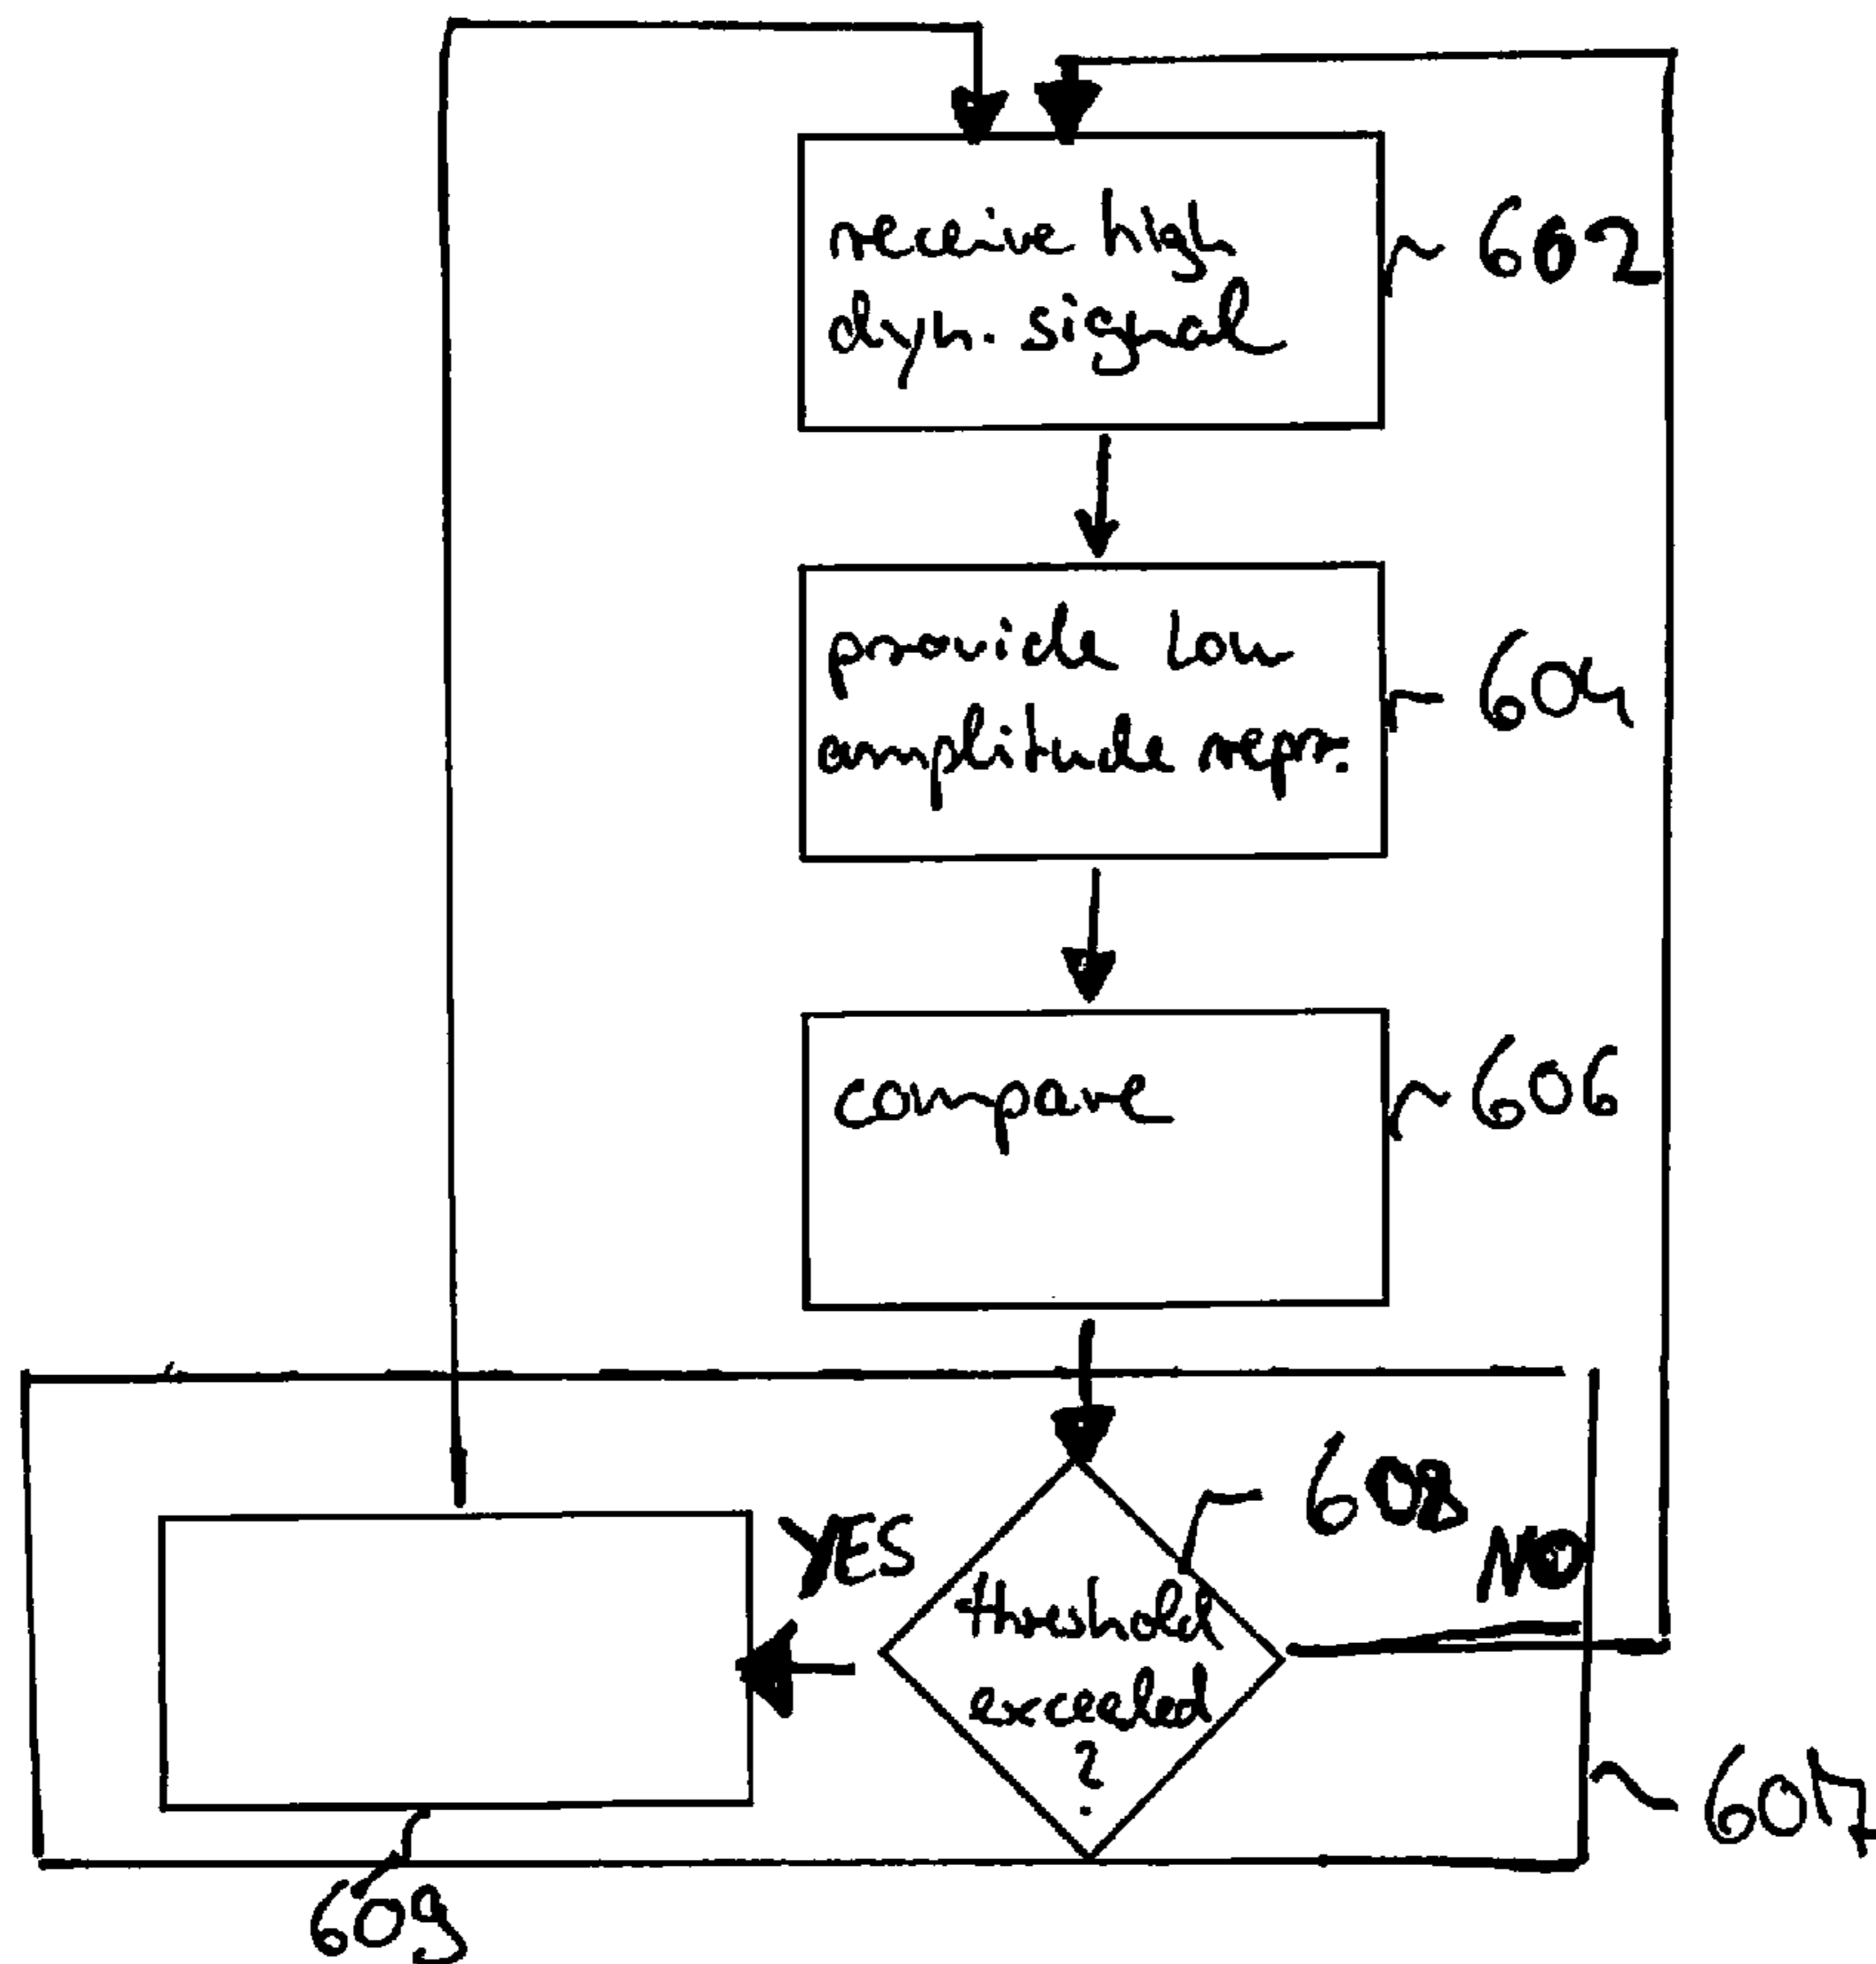 receive high
dyn. signal
602
provide low
amplitude repr.
604
compare
606
608
YES
NO
threshold
exceeded
?
607
609